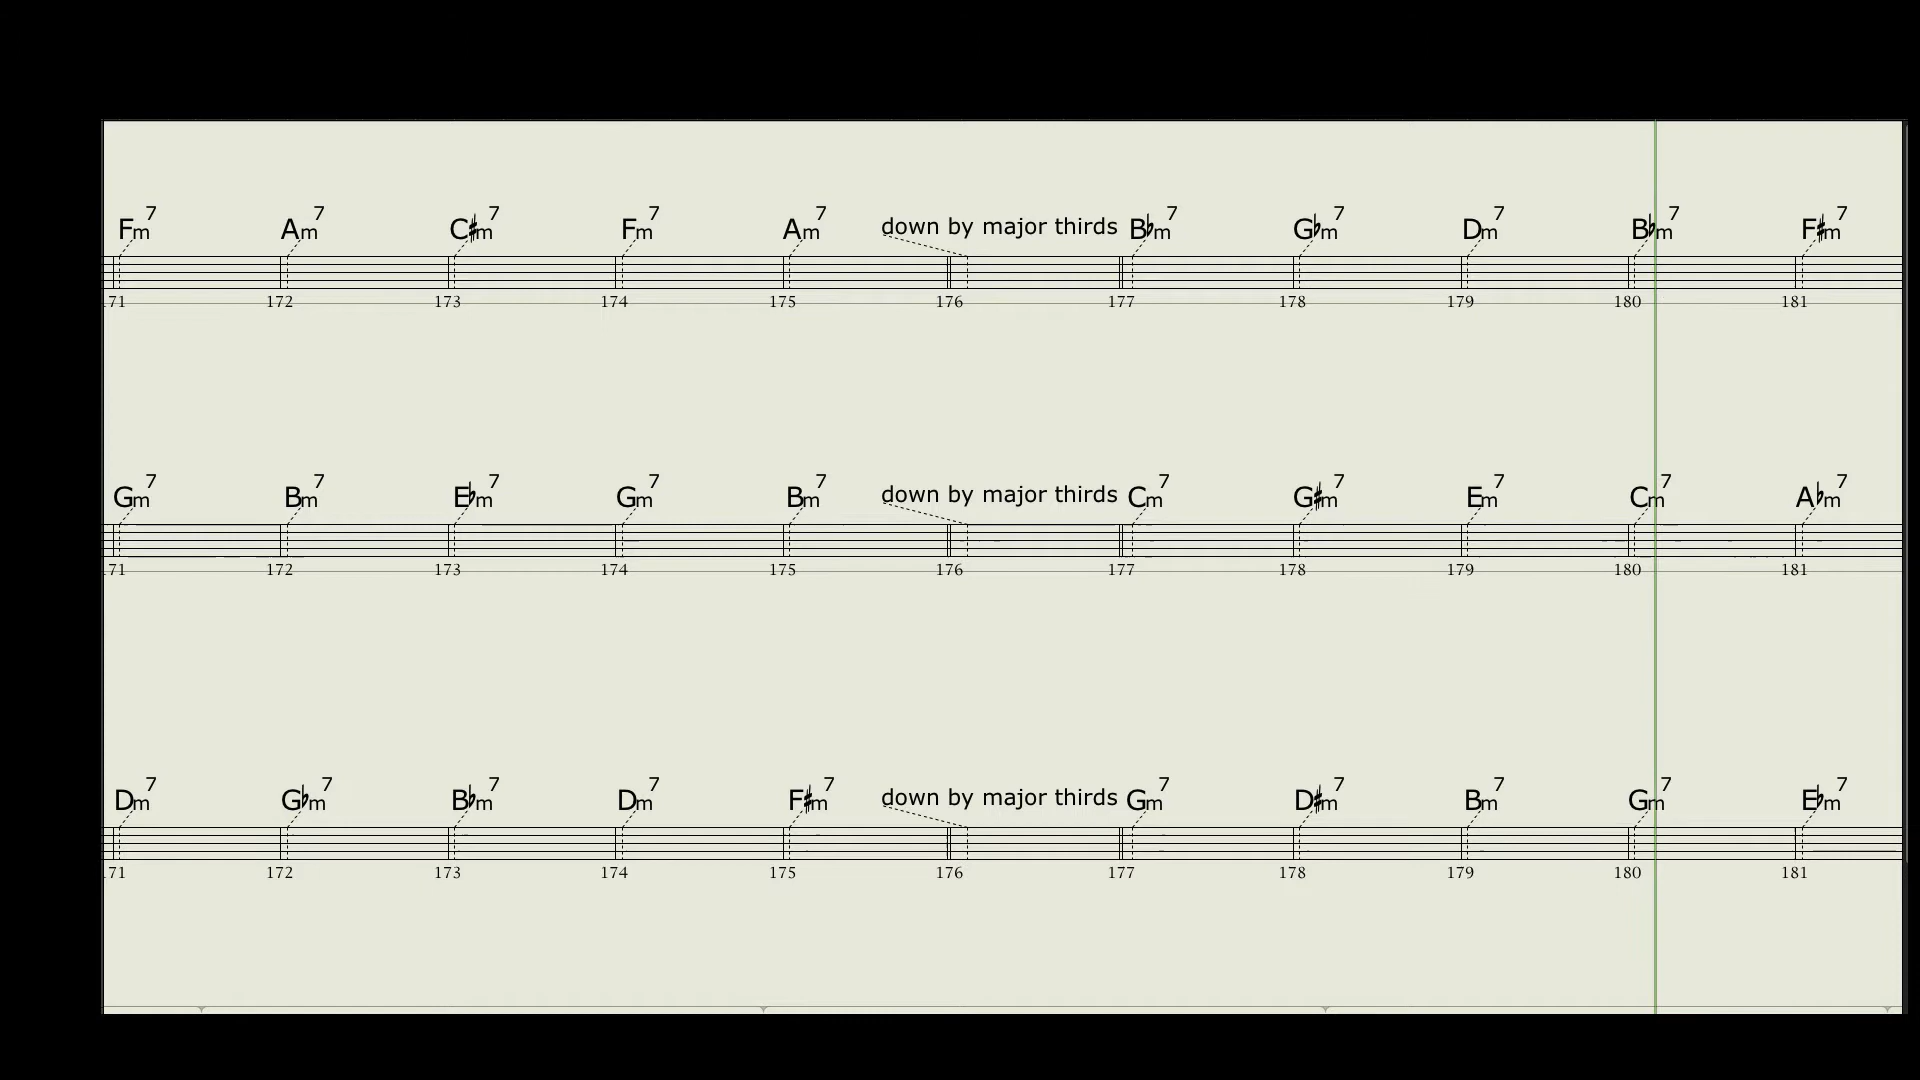 Fm7 Am7 C♯m7 Fm7 Am7 down by major thirds B♭m7 G♭m7 Dm7 B♭m7 F♯m7
171 172 173 174 175 176 177 178 179 180 181
Gm7 Bm7 E♭m7 Gm7 Bm7 down by major thirds Cm7 G♯m7 Em7 Cm7 A♭m7
171 172 173 174 175 176 177 178 179 180 181
Dm7 G♭m7 B♭m7 Dm7 F♯m7 down by major thirds Gm7 D♯m7 Bm7 Gm7 E♭m7
171 172 173 174 175 176 177 178 179 180 181